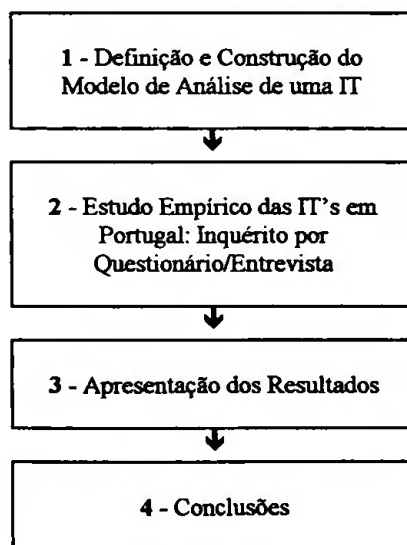 1 - Definição e Construção do
Modelo de Análise de uma IT
2 - Estudo Empírico das IT's em
Portugal: Inquérito por
Questionário/Entrevista
3 - Apresentação dos Resultados
4 - Conclusões